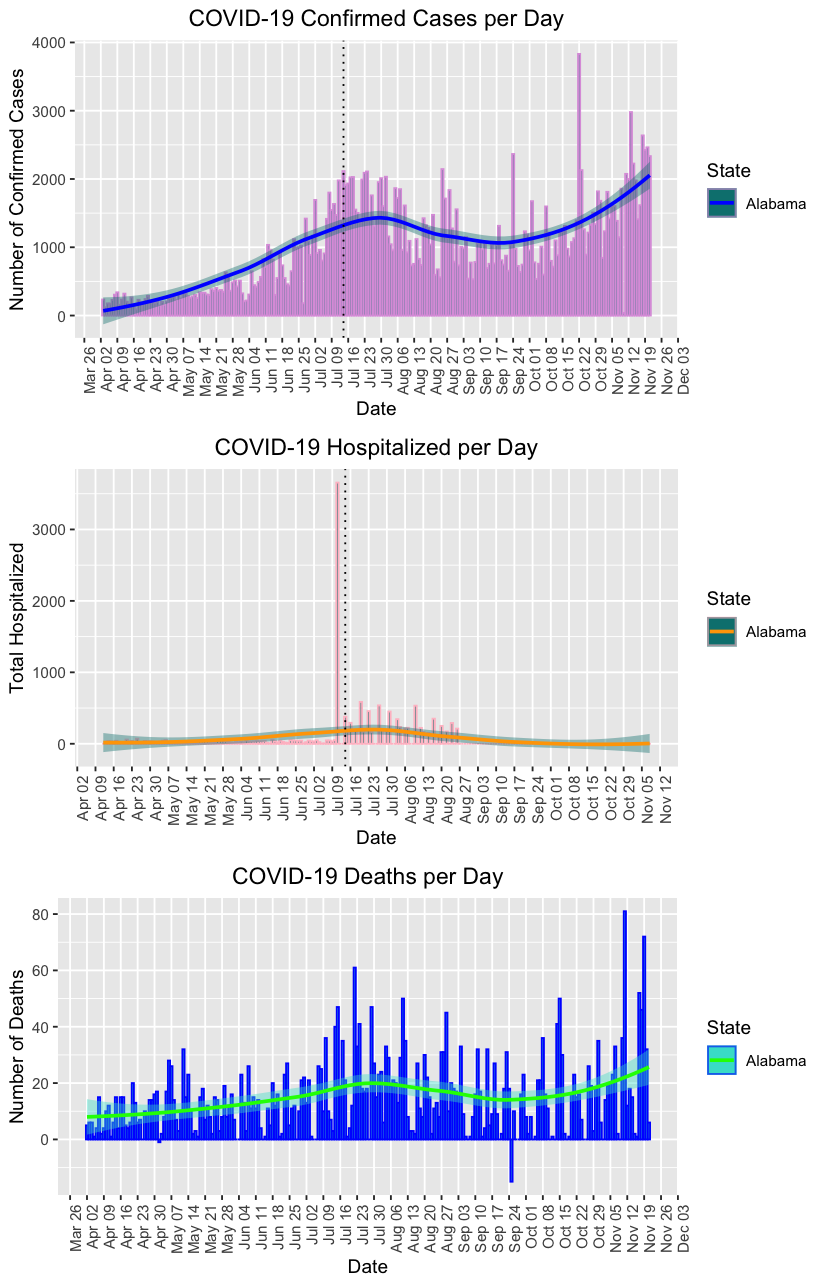 COVID-19 Confirmed Cases per Day
Number of Confirmed Cases
4000
3000
2000
1000
0
Mar 26
Apr 02
Apr 09
Apr 16
Apr 23
Apr 30
May 07
May 14
May 21
May 28
Jun 04
Jun 11
Jun 18
Jun 25
Jul 02
Jul 09
Jul 16
Jul 23
Jul 30
Aug 06
Aug 13
Aug 20
Aug 27
Sep 03
Sep 10
Sep 17
Sep 24
Oct 01
Oct 08
Oct 15
Oct 22
Oct 29
Nov 05
Nov 12
Nov 19
Nov 26
Dec 03
Date
State
Alabama
COVID-19 Hospitalized per Day
Total Hospitalized
3000
2000
1000
0
Apr 02
Apr 09
Apr 16
Apr 23
Apr 30
May 07
May 14
May 21
May 28
Jun 04
Jun 11
Jun 18
Jun 25
Jul 02
Jul 09
Jul 16
Jul 23
Jul 30
Aug 06
Aug 13
Aug 20
Aug 27
Sep 03
Sep 10
Sep 17
Sep 24
Oct 01
Oct 08
Oct 15
Oct 22
Oct 29
Nov 05
Nov 12
Date
State
Alabama
COVID-19 Deaths per Day
Number of Deaths
80
60
40
20
0
Mar 26
Apr 02
Apr 09
Apr 16
Apr 23
Apr 30
May 07
May 14
May 21
May 28
Jun 04
Jun 11
Jun 18
Jun 25
Jul 02
Jul 09
Jul 16
Jul 23
Jul 30
Aug 06
Aug 13
Aug 20
Aug 27
Sep 03
Sep 10
Sep 17
Sep 24
Oct 01
Oct 08
Oct 15
Oct 22
Oct 29
Nov 05
Nov 12
Nov 19
Nov 26
Dec 03
Date
State
Alabama